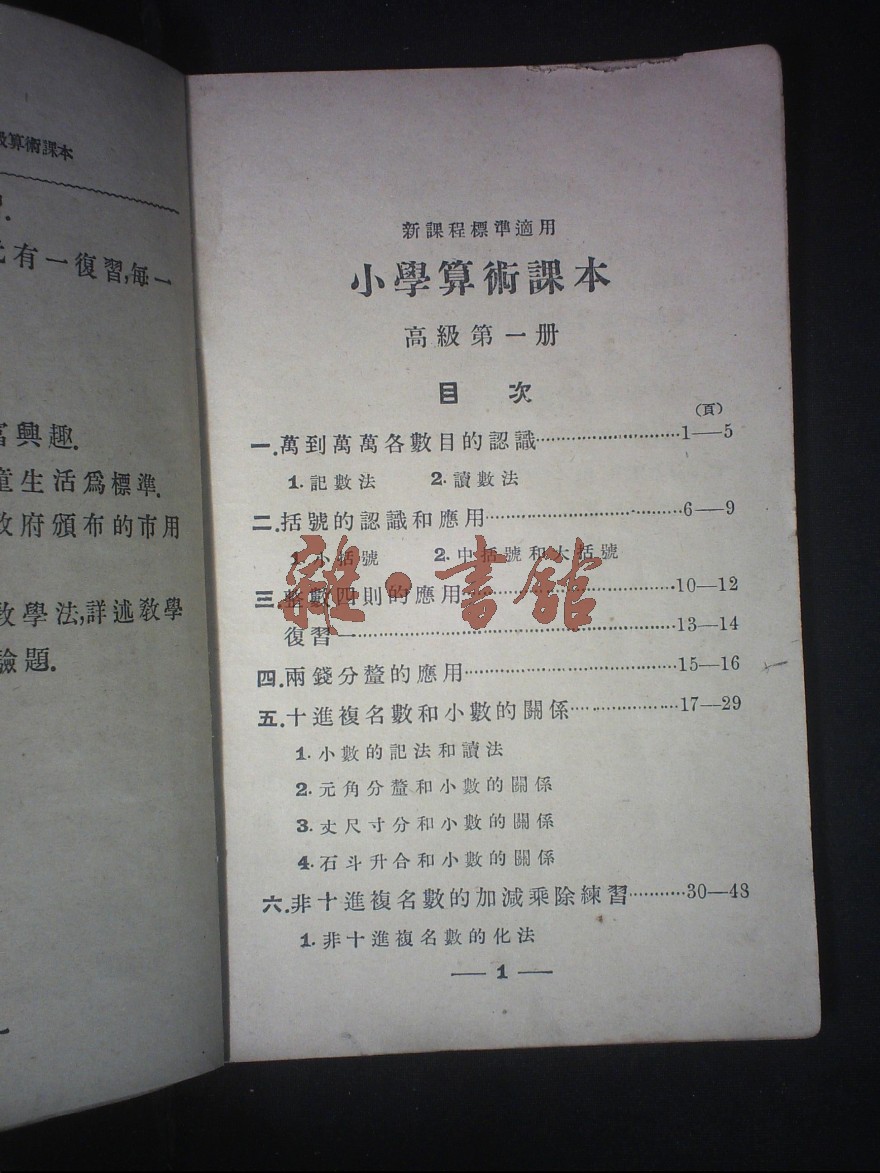 級算術課本
有一復習,每一
興趣.
童生活爲標準.
政府頒布的市用
教學法,詳述教學
驗題.
新課程標準適用
小學算術課本
高級第一册
目 次
(頁)
一.萬到萬萬各數目的認識…………………………1—5
1.記數法 2.讀數法
二.括號的認識和應用…………………………………6—9
1.小括號 2.中括號和大括號
三.整數四則的應用……………………………………10—12
復習一…………………………………………………13—14
四.兩錢分釐的應用……………………………………15—16
五.十進複名數和小數的關係…………………………17—29
1.小數的記法和讀法
2.元角分釐和小數的關係
3.丈尺寸分和小數的關係
4.石斗升合和小數的關係
六.非十進複名數的加減乘除練習…………30—48
1.非十進複名數的化法
—1—
雜·書館